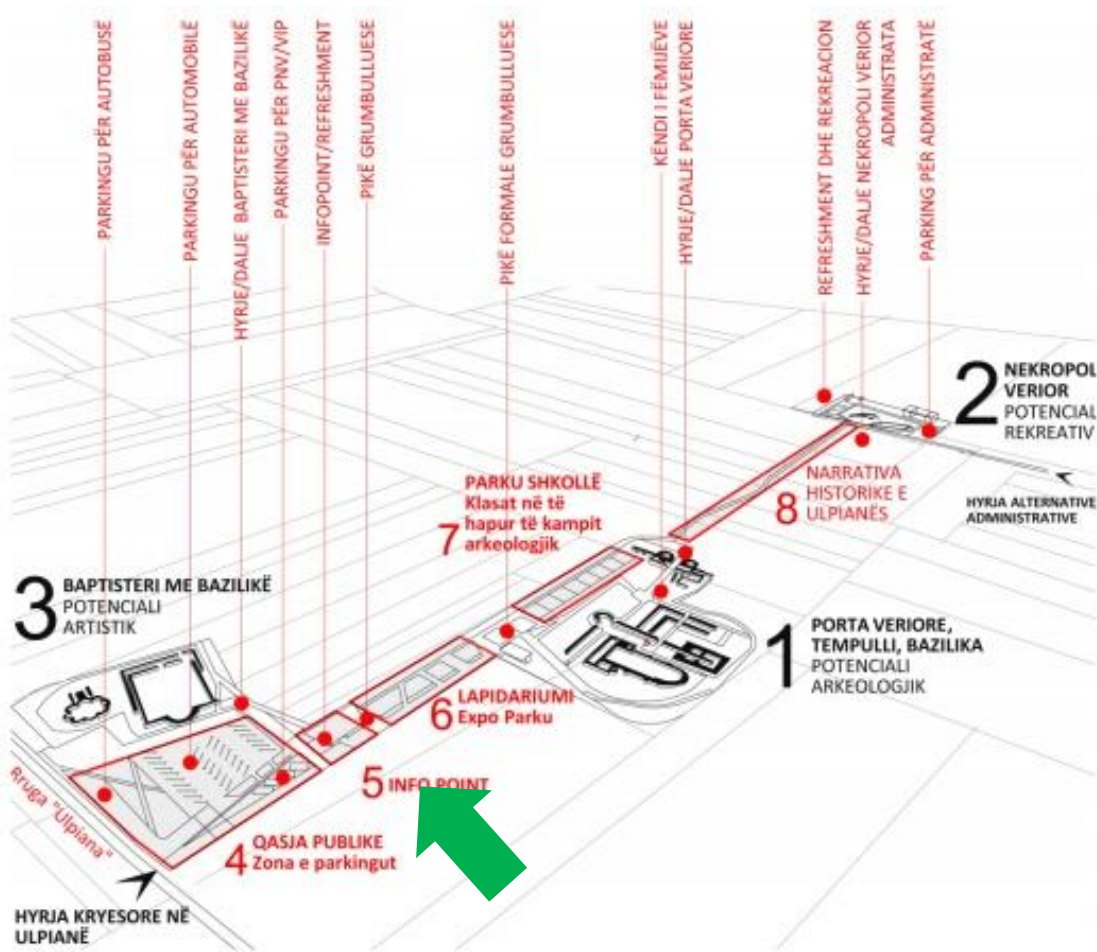 PARKINGU PËR AUTOBUSË
PARKINGU PËR AUTOMOBILË
HYRJE/DALJE BAPTISTERI ME BAZILIKË
PARKINGU PËR PNV/VIP
INFOPOINT/REFRESHMENT
PIKË GRUMBULLUESE
PIKË FORMALE GRUMBULLUESE
KËNDI I FËMIJËVE
HYRJE/DALJE PORTA VERIORE
REFRESHMENT DHE REKREACION
HYRJE/DALJE NEKROPOLI VERIOR
ADMINISTRATA
PARKING PËR ADMINISTRATË
2 NEKROPOL
VERIOR
POTENCIAL
REKREATIV
HYRJA ALTERNATIVE
ADMINISTRATIVE
8 NARRATIVA
HISTORIKE E
ULPIANËS
7 PARKU SHKOLLË
Klasat në të
hapur të kampit
arkeologjik
3 BAPTISTERI ME BAZILIKË
POTENCIALI
ARTISTIK
1 PORTA VERIORE,
TEMPULLI, BAZILIKA
POTENCIALI
ARKEOLOGJIK
6 LAPIDARIUMI
Expo Parku
5 INFO POINT
4 QASJA PUBLIKE
Zona e parkingut
Rruga "Ulpiana"
HYRJA KRYESORE NË
ULPIANË